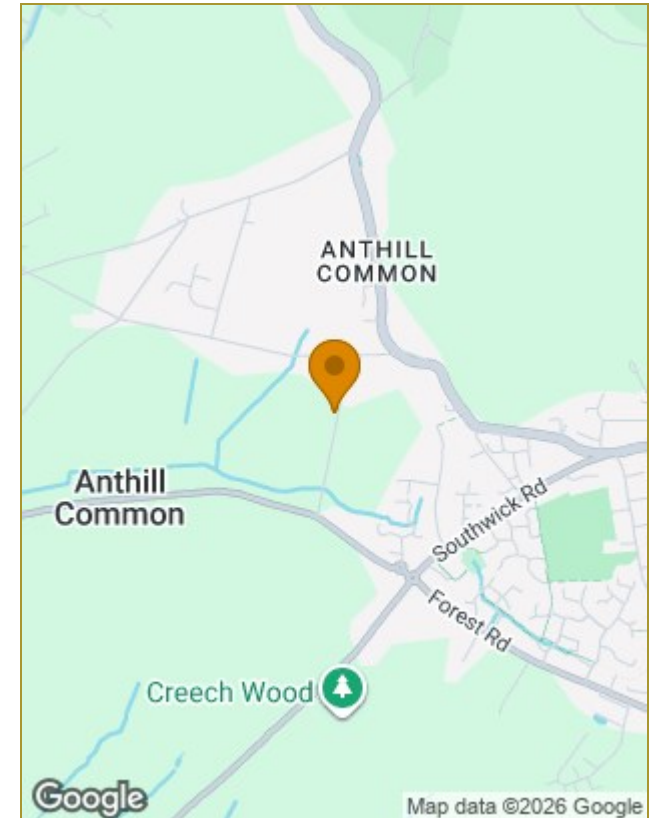 ANTHILL
COMMON
Anthill
Common
Southwick Rd
Forest Rd
Creech Wood
Google
Map data ©2026 Google